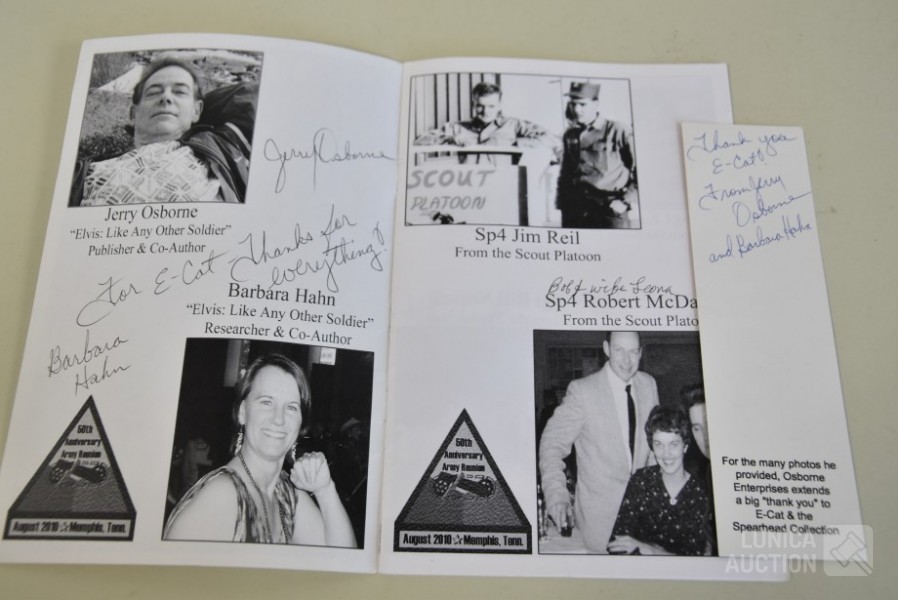 Jerry Osborne
Jerry Osborne
"Elvis: Like Any Other Soldier"
Publisher & Co-Author
For E-Cat Thanks for
everything!
Barbara Hahn
"Elvis: Like Any Other Soldier"
Researcher & Co-Author
Barbara
Hahn
50th
Anniversary
Army Reunion
August 2010 ☆ Memphis, Tenn.
SCOUT
PLATOON
Sp4 Jim Reil
From the Scout Platoon
Bob & wife Leona
Sp4 Robert McDa
From the Scout Plato
50th
Anniversary
Army Reunion
August 2010 ☆ Memphis, Tenn.
Thank you
E-Cat!
From Jerry
Osborne
and Barbara Hahn
For the many photos he
provided, Osborne
Enterprises extends
a big "thank you" to
E-Cat & the
Spearhead Collection
LUNICA
AUCTION